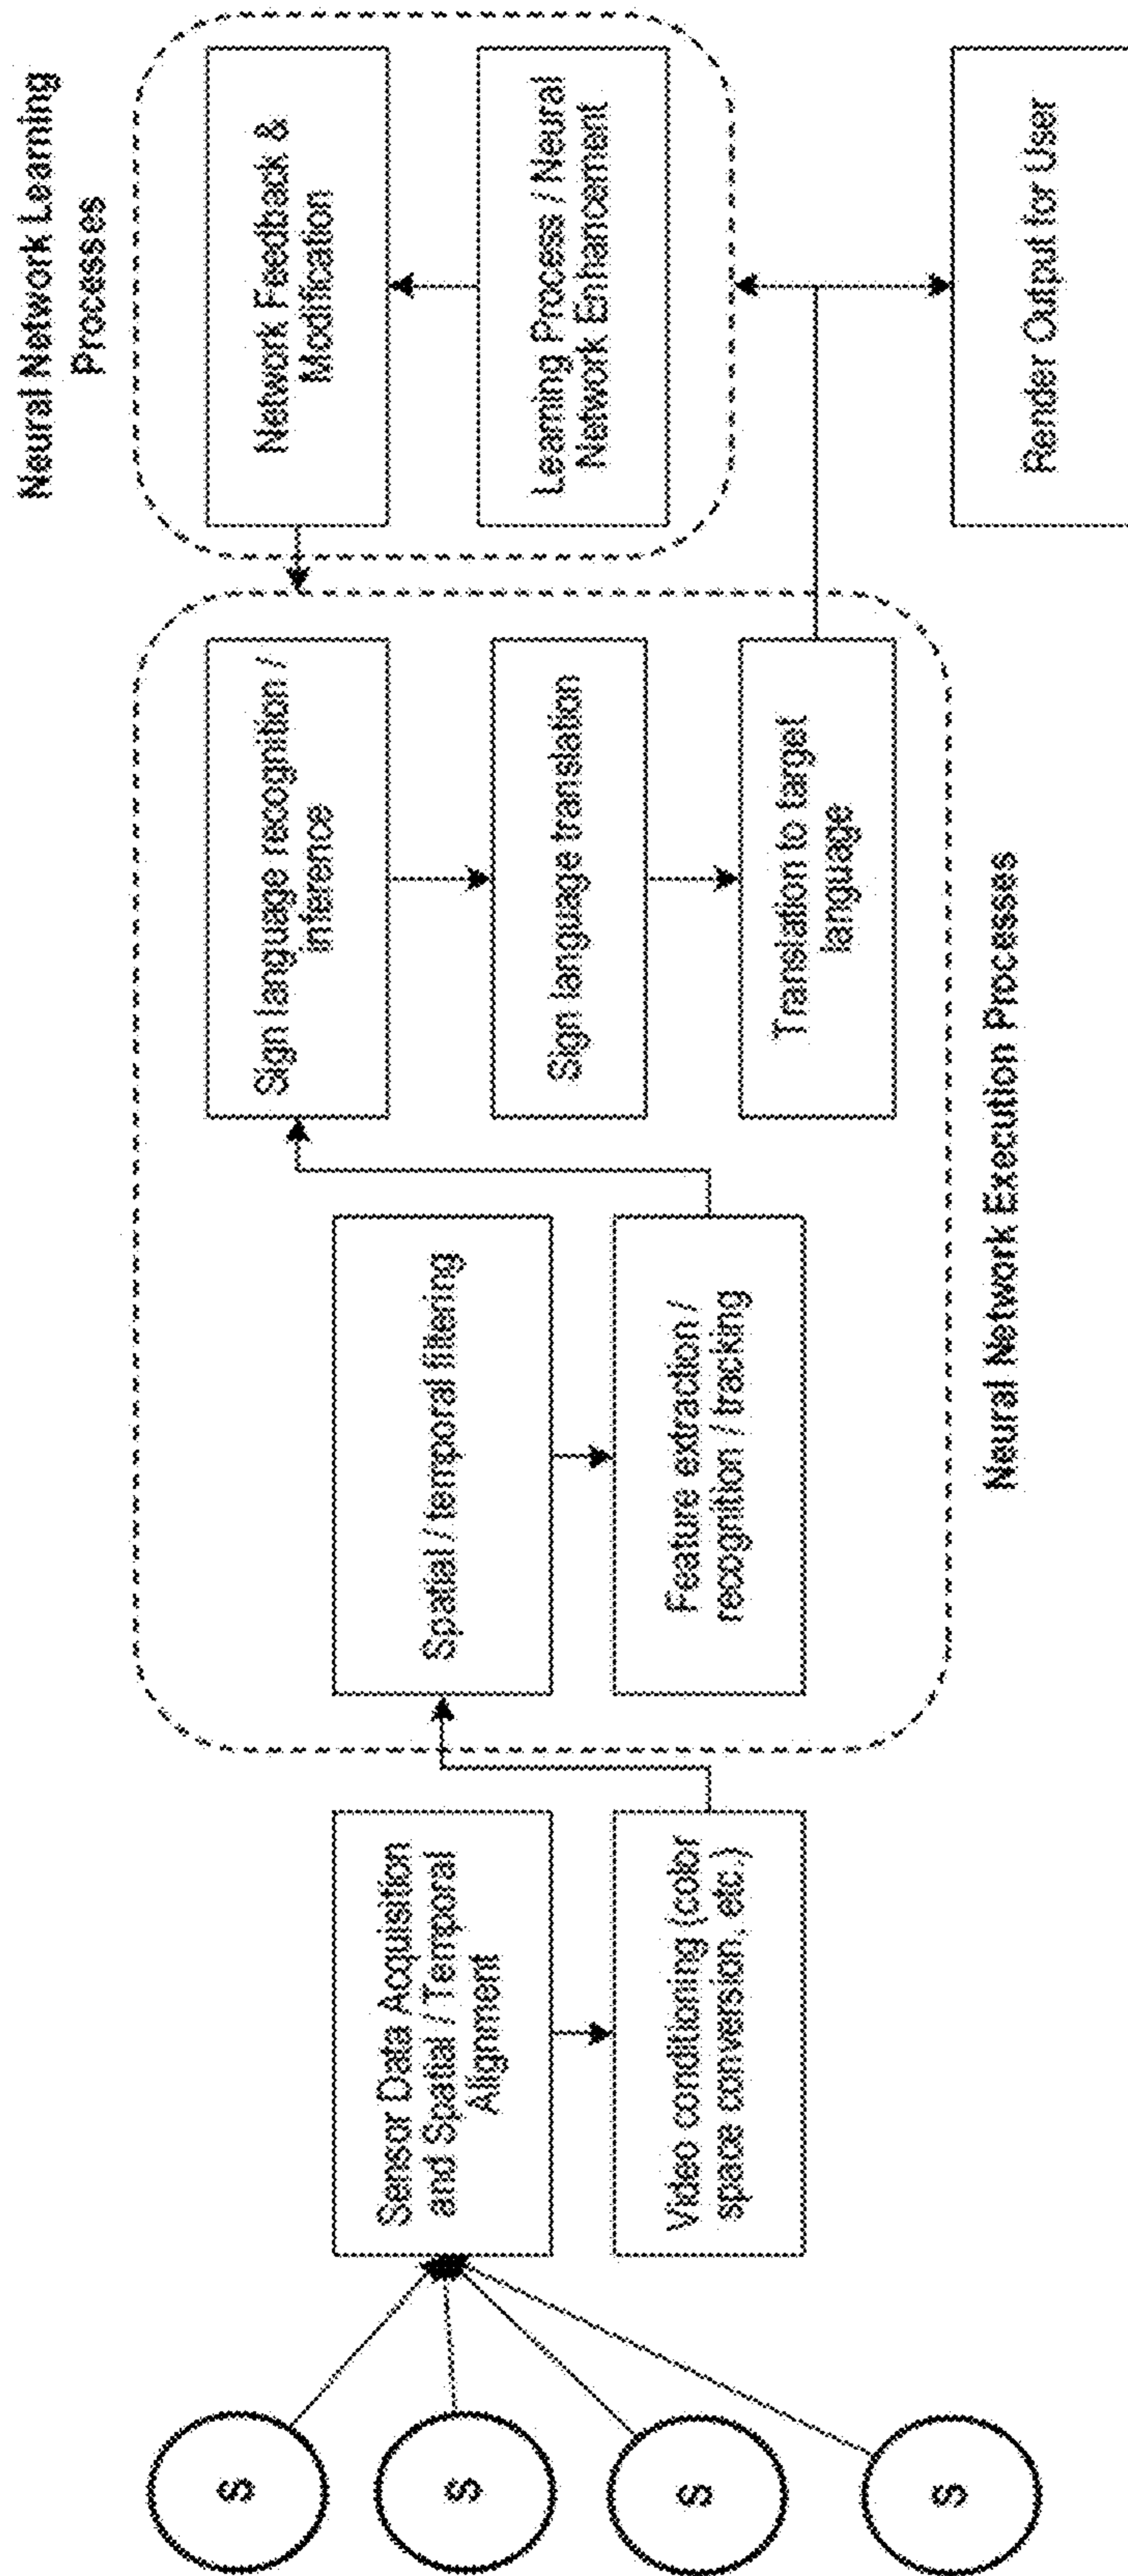 S
S
S
S
Sensor Data Acquisition
and Spatial / Temporal
Alignment
Video conditioning (color
space conversion, etc.)
Spatial / temporal filtering
Feature extraction /
recognition / tracking
Sign language recognition /
inference
Sign language translation
Translation to target
language
Neural Network Execution Processes
Neural Network Learning
Processes
Network Feedback &
Modification
Learning Process / Neural
Network Enhancement
Render Output for User